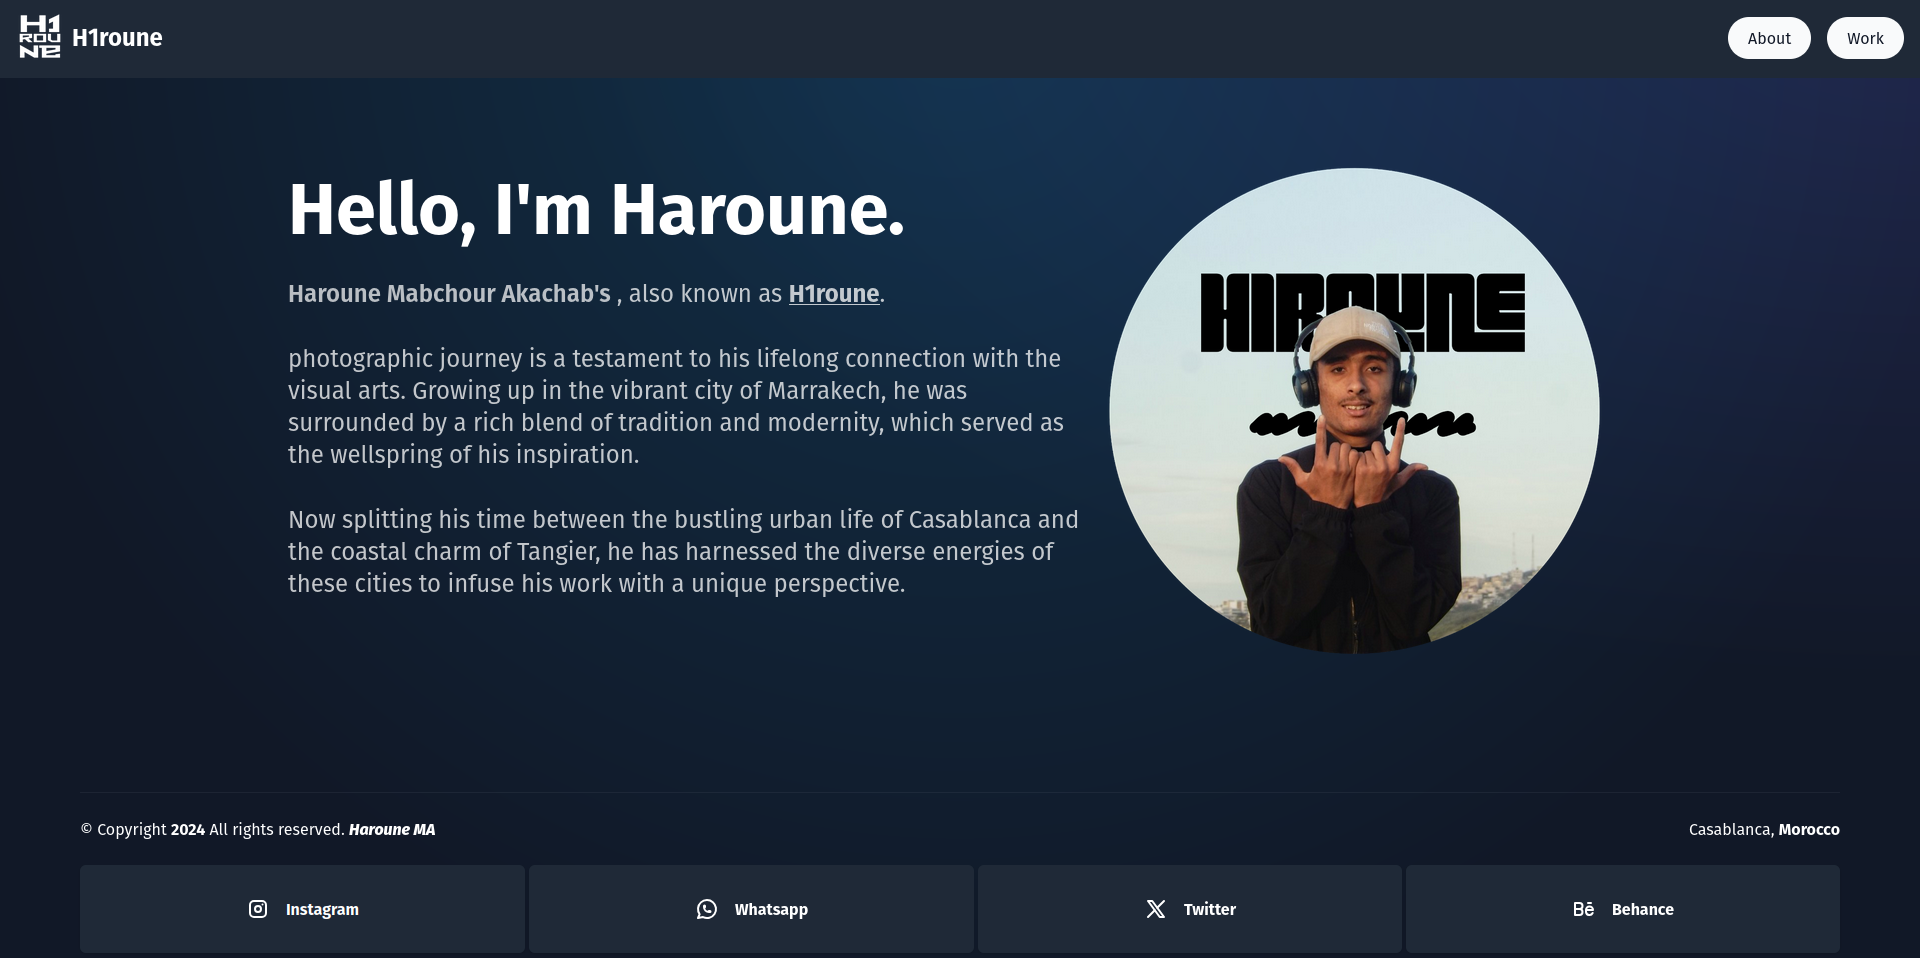 H1
ROU
NE
H1roune
About
Work
Hello, I'm Haroune.
Haroune Mabchour Akachab's , also known as H1roune.
photographic journey is a testament to his lifelong connection with the
visual arts. Growing up in the vibrant city of Marrakech, he was
surrounded by a rich blend of tradition and modernity, which served as
the wellspring of his inspiration.
Now splitting his time between the bustling urban life of Casablanca and
the coastal charm of Tangier, he has harnessed the diverse energies of
these cities to infuse his work with a unique perspective.
HIROUNE
© Copyright 2024 All rights reserved. Haroune MA
Casablanca, Morocco
Instagram
Whatsapp
Twitter
Bē Behance